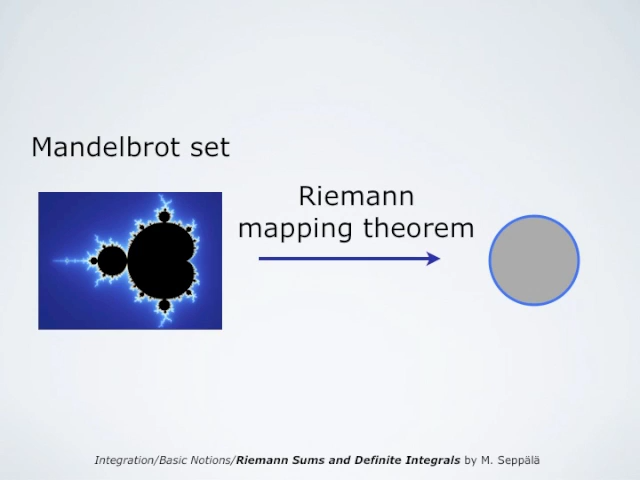 Mandelbrot set
Riemann
mapping theorem
Integration/Basic Notions/Riemann Sums and Definite Integrals by M. Seppälä